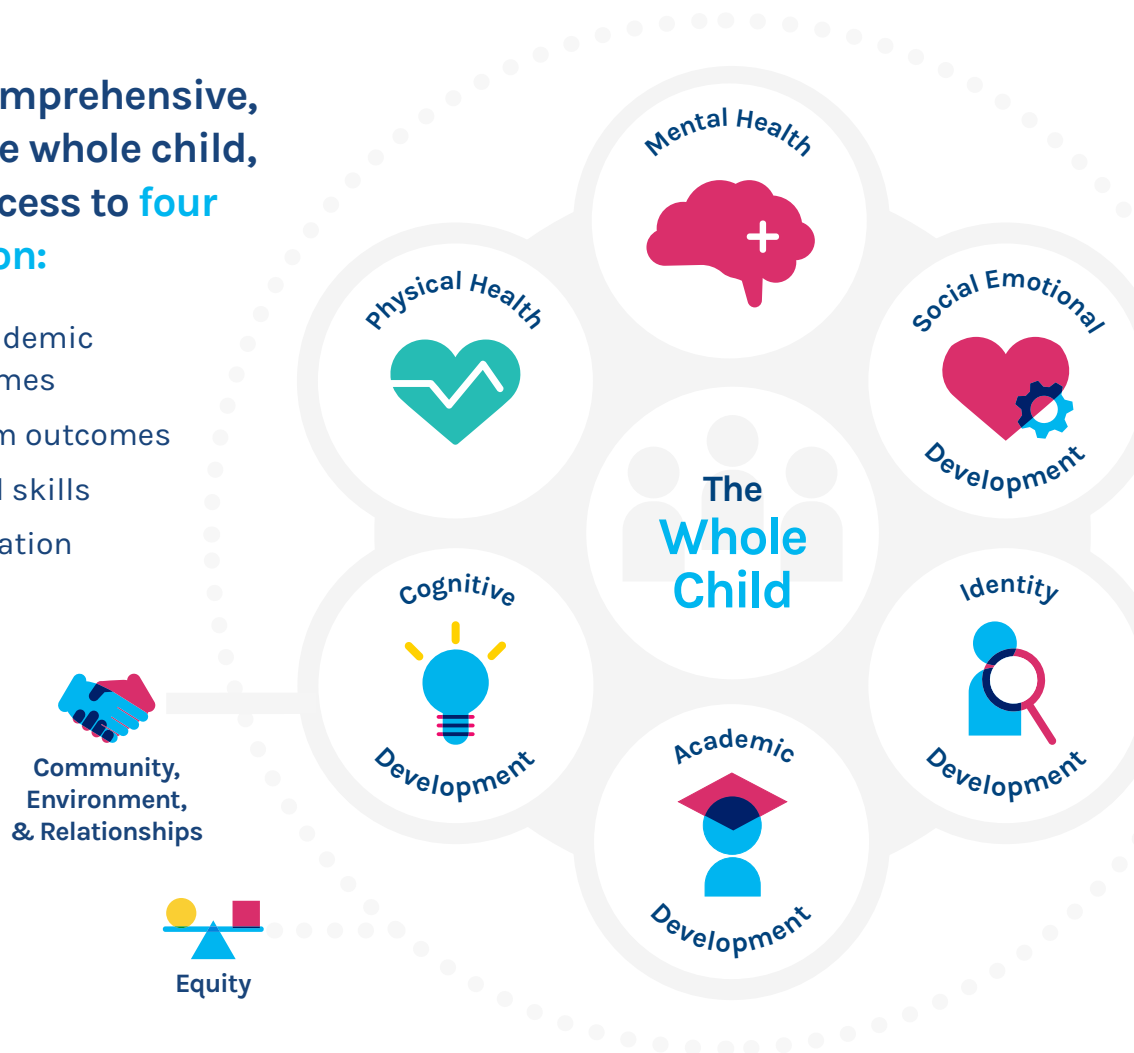 mprehensive,
e whole child,
cess to four
on:
demic
mes
m outcomes
l skills
ation
Mental Health
Physical Health
Social Emotional
Development
The
Whole
Child
Cognitive
Development
Identity
Development
Academic
Development
Community,
Environment,
& Relationships
Equity